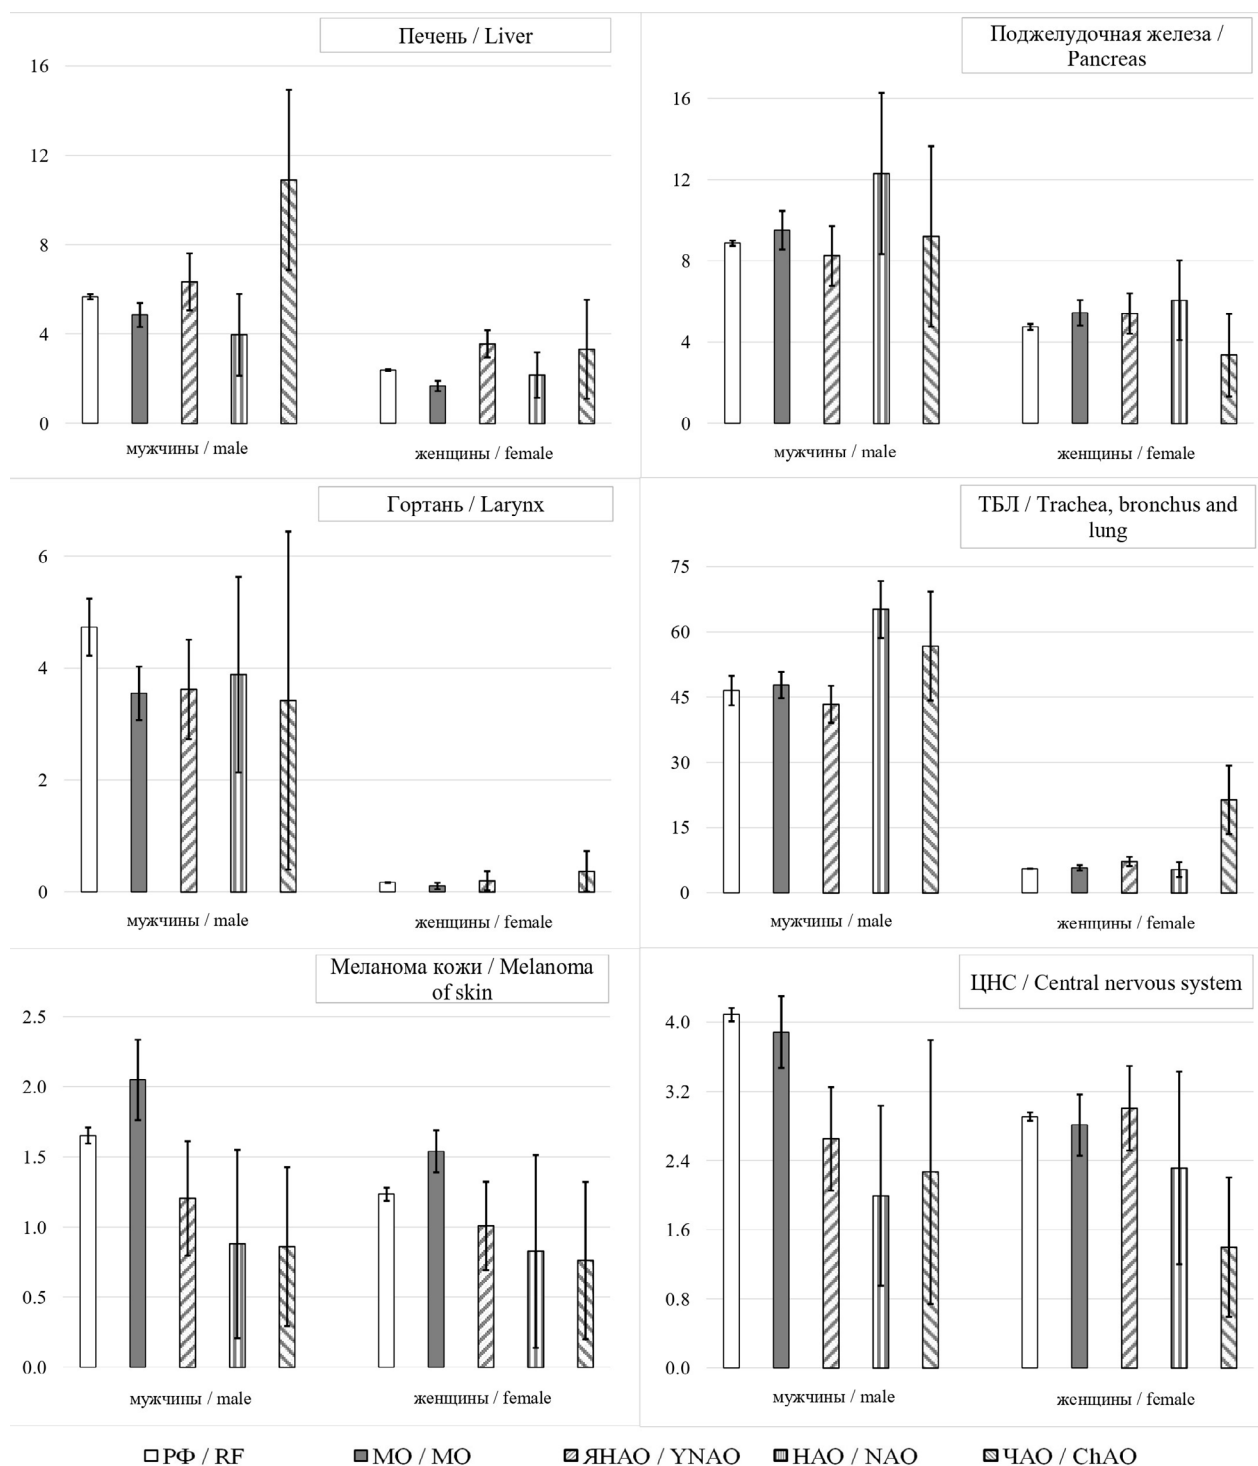 Печень / Liver
16
12
8
4
0
мужчины / male
женщины / female
Поджелудочная железа /
Pancreas
16
12
8
4
0
мужчины / male
женщины / female
Гортань / Larynx
6
4
2
0
мужчины / male
женщины / female
ТБЛ / Trachea, bronchus and
lung
75
60
45
30
15
0
мужчины / male
женщины / female
Меланома кожи / Melanoma
of skin
2.5
2.0
1.5
1.0
0.5
0.0
мужчины / male
женщины / female
ЦНС / Central nervous system
4.0
3.2
2.4
1.6
0.8
0.0
мужчины / male
женщины / female
РФ / RF МО / MO ЯНАО / YNAO НАО / NAO ЧАО / ChAO